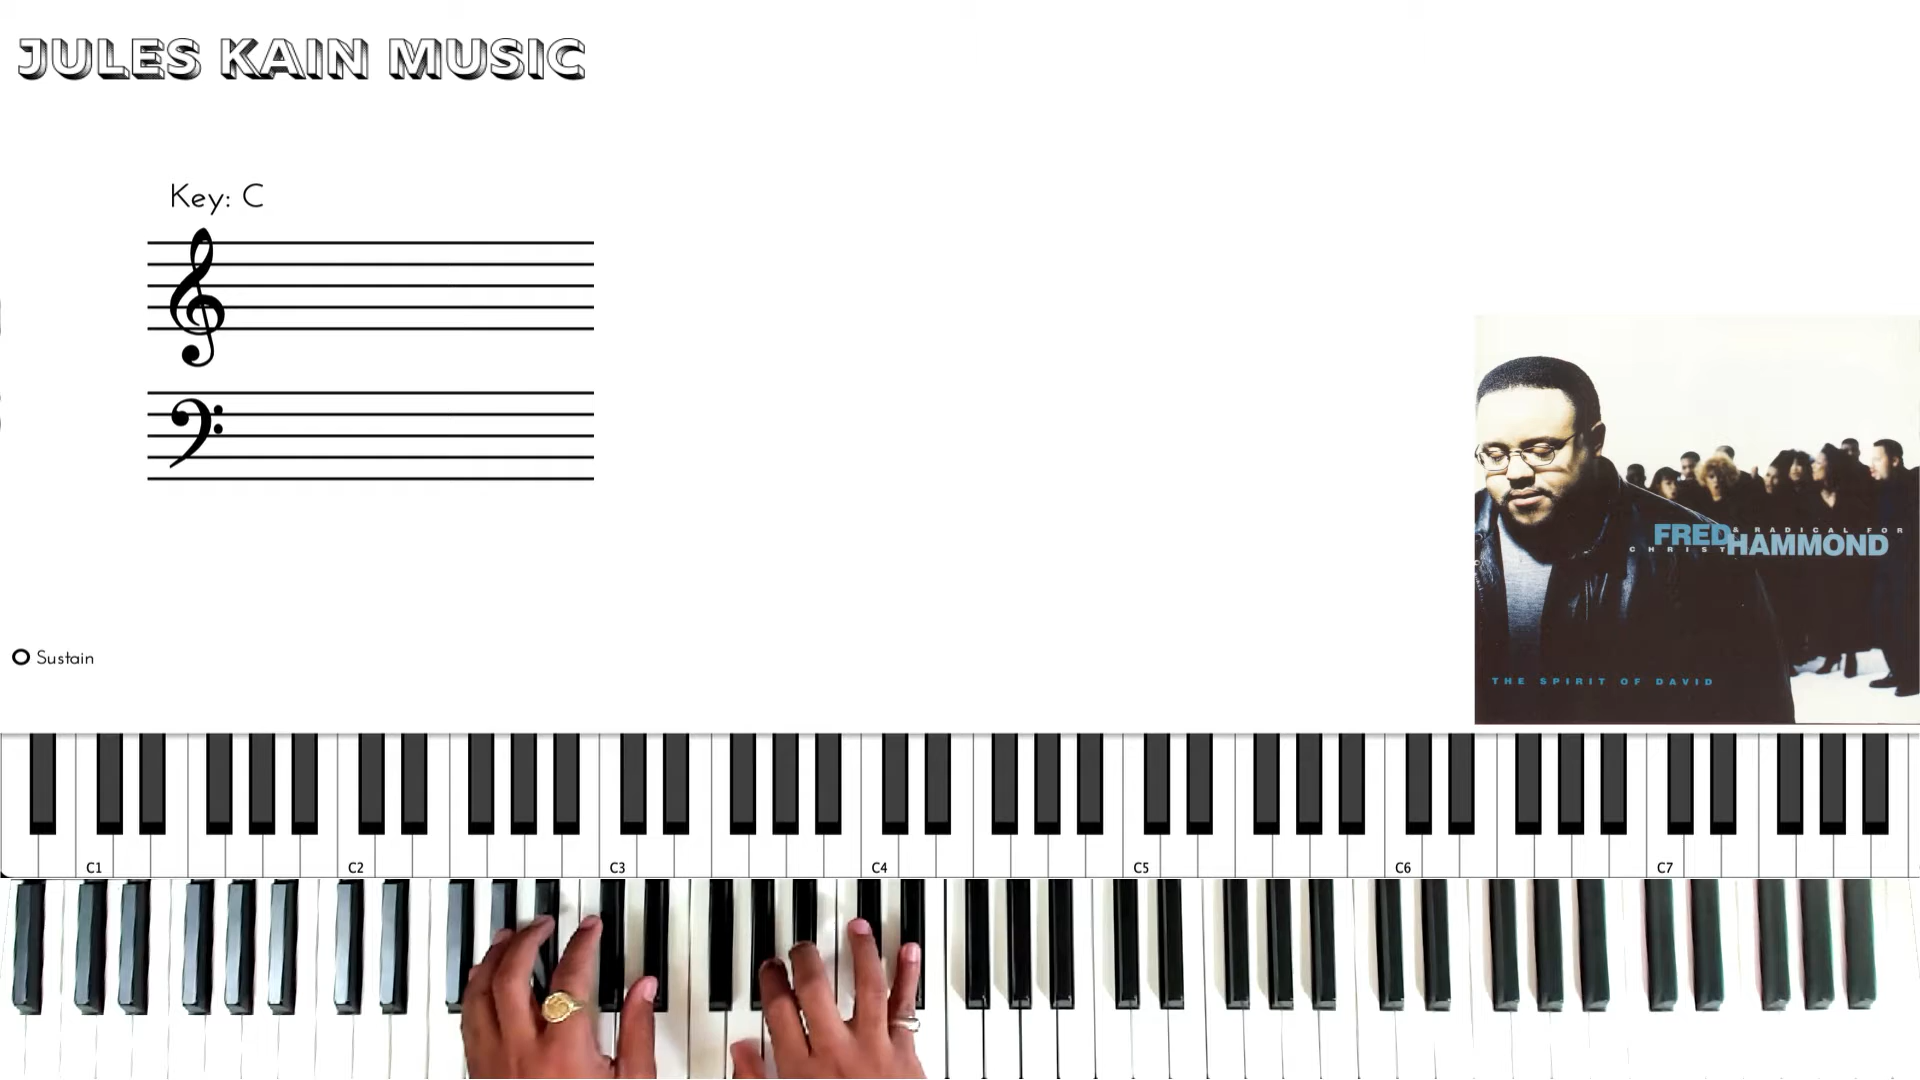 JULES KAIN MUSIC
Key: C
FRED & RADICAL FOR
CHRIST HAMMOND
THE SPIRIT OF DAVID
Sustain
C1 C2 C3 C4 C5 C6 C7